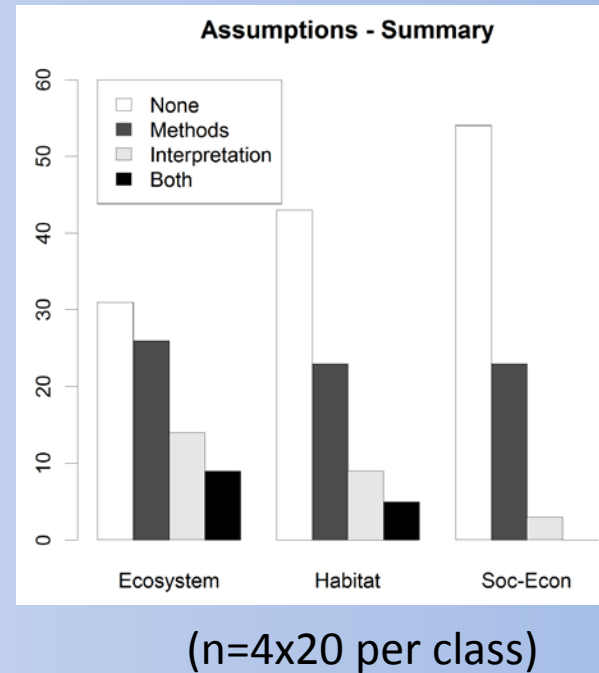 Assumptions - Summary
60
50
40
30
20
10
0
None
Methods
Interpretation
Both
Ecosystem Habitat Soc-Econ
(n=4x20 per class)